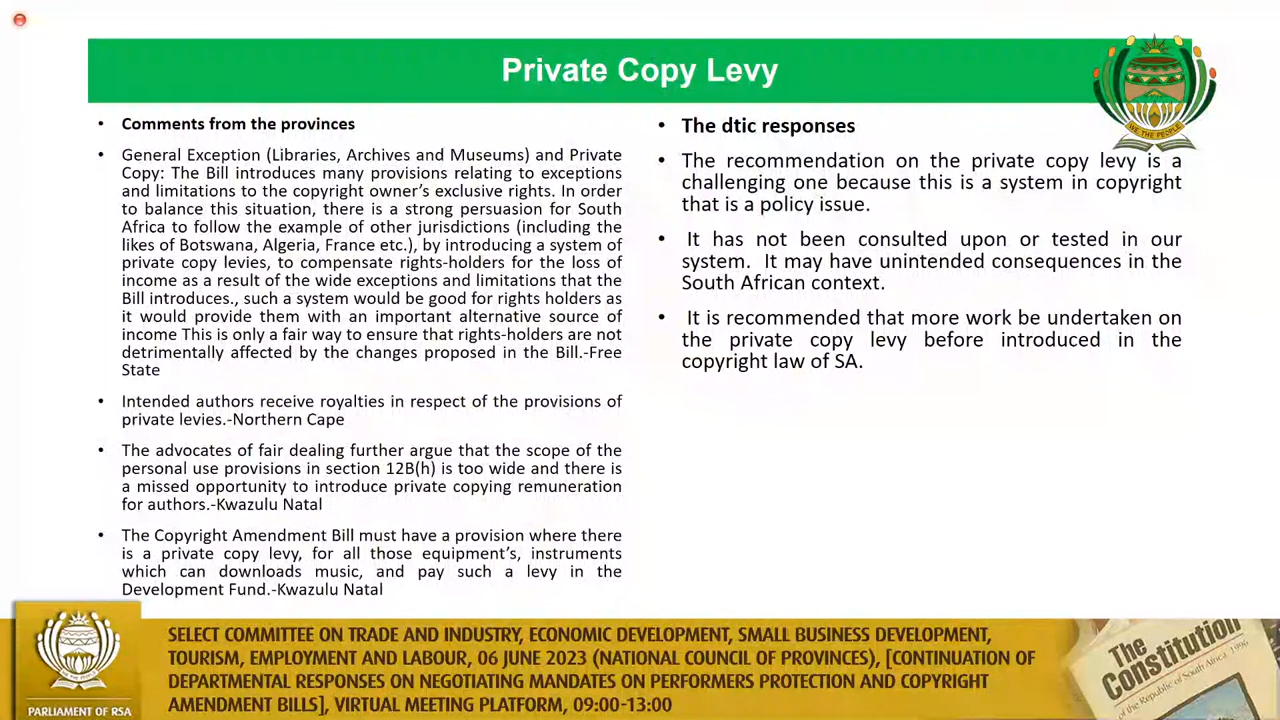 Private Copy Levy
WE THE PEOPLE
• Comments from the provinces
• General Exception (Libraries, Archives and Museums) and Private
Copy: The Bill introduces many provisions relating to exceptions
and limitations to the copyright owner’s exclusive rights. In order
to balance this situation, there is a strong persuasion for South
Africa to follow the example of other jurisdictions (including the
likes of Botswana, Algeria, France etc.), by introducing a system of
private copy levies, to compensate rights-holders for the loss of
income as a result of the wide exceptions and limitations that the
Bill introduces., such a system would be good for rights holders as
it would provide them with an important alternative source of
income This is only a fair way to ensure that rights-holders are not
detrimentally affected by the changes proposed in the Bill.-Free
State
• Intended authors receive royalties in respect of the provisions of
private levies.-Northern Cape
• The advocates of fair dealing further argue that the scope of the
personal use provisions in section 12B(h) is too wide and there is
a missed opportunity to introduce private copying remuneration
for authors.-Kwazulu Natal
• The Copyright Amendment Bill must have a provision where there
is a private copy levy, for all those equipment’s, instruments
which can downloads music, and pay such a levy in the
Development Fund.-Kwazulu Natal
• The dtic responses
• The recommendation on the private copy levy is a
challenging one because this is a system in copyright
that is a policy issue.
• It has not been consulted upon or tested in our
system. It may have unintended consequences in the
South African context.
• It is recommended that more work be undertaken on
the private copy levy before introduced in the
copyright law of SA.
PARLIAMENT OF RSA
SELECT COMMITTEE ON TRADE AND INDUSTRY, ECONOMIC DEVELOPMENT, SMALL BUSINESS DEVELOPMENT,
TOURISM, EMPLOYMENT AND LABOUR, 06 JUNE 2023 (NATIONAL COUNCIL OF PROVINCES), [CONTINUATION OF
DEPARTMENTAL RESPONSES ON NEGOTIATING MANDATES ON PERFORMERS PROTECTION AND COPYRIGHT
AMENDMENT BILLS], VIRTUAL MEETING PLATFORM, 09:00-13:00
The
Constitution
of the Republic of South Africa, 1996